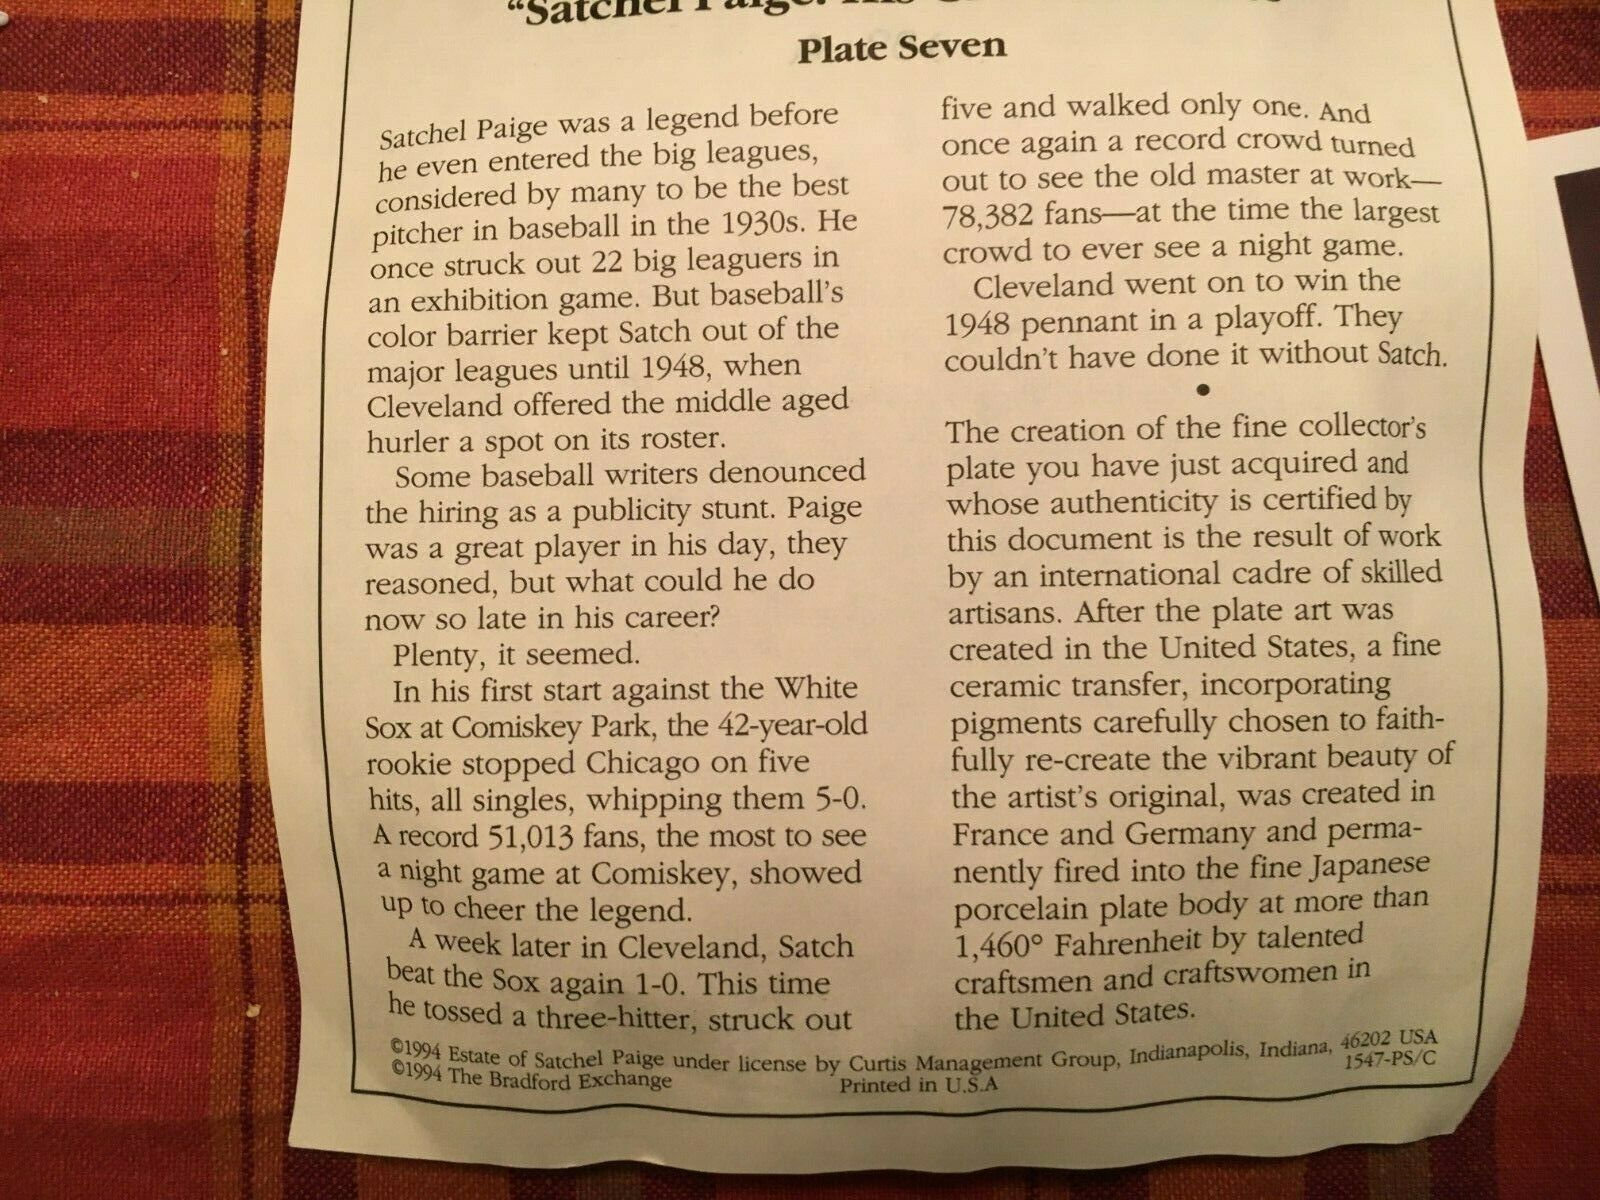 "Satchel Paige:
Plate Seven
Satchel Paige was a legend before
he even entered the big leagues,
considered by many to be the best
pitcher in baseball in the 1930s. He
once struck out 22 big leaguers in
an exhibition game. But baseball's
color barrier kept Satch out of the
major leagues until 1948, when
Cleveland offered the middle aged
hurler a spot on its roster.
Some baseball writers denounced
the hiring as a publicity stunt. Paige
was a great player in his day, they
reasoned, but what could he do
now so late in his career?
Plenty, it seemed.
In his first start against the White
Sox at Comiskey Park, the 42-year-old
rookie stopped Chicago on five
hits, all singles, whipping them 5-0.
A record 51,013 fans, the most to see
a night game at Comiskey, showed
up to cheer the legend.
A week later in Cleveland, Satch
beat the Sox again 1-0. This time
he tossed a three-hitter, struck out
five and walked only one. And
once again a record crowd turned
out to see the old master at work—
78,382 fans—at the time the largest
crowd to ever see a night game.
Cleveland went on to win the
1948 pennant in a playoff. They
couldn't have done it without Satch.
•
The creation of the fine collector's
plate you have just acquired and
whose authenticity is certified by
this document is the result of work
by an international cadre of skilled
artisans. After the plate art was
created in the United States, a fine
ceramic transfer, incorporating
pigments carefully chosen to faith-
fully re-create the vibrant beauty of
the artist's original, was created in
France and Germany and perma-
nently fired into the fine Japanese
porcelain plate body at more than
1,460° Fahrenheit by talented
craftsmen and craftswomen in
the United States.
©1994 Estate of Satchel Paige under license by Curtis Management Group, Indianapolis, Indiana, 46202 USA
©1994 The Bradford Exchange Printed in U.S.A 1547-PS/C